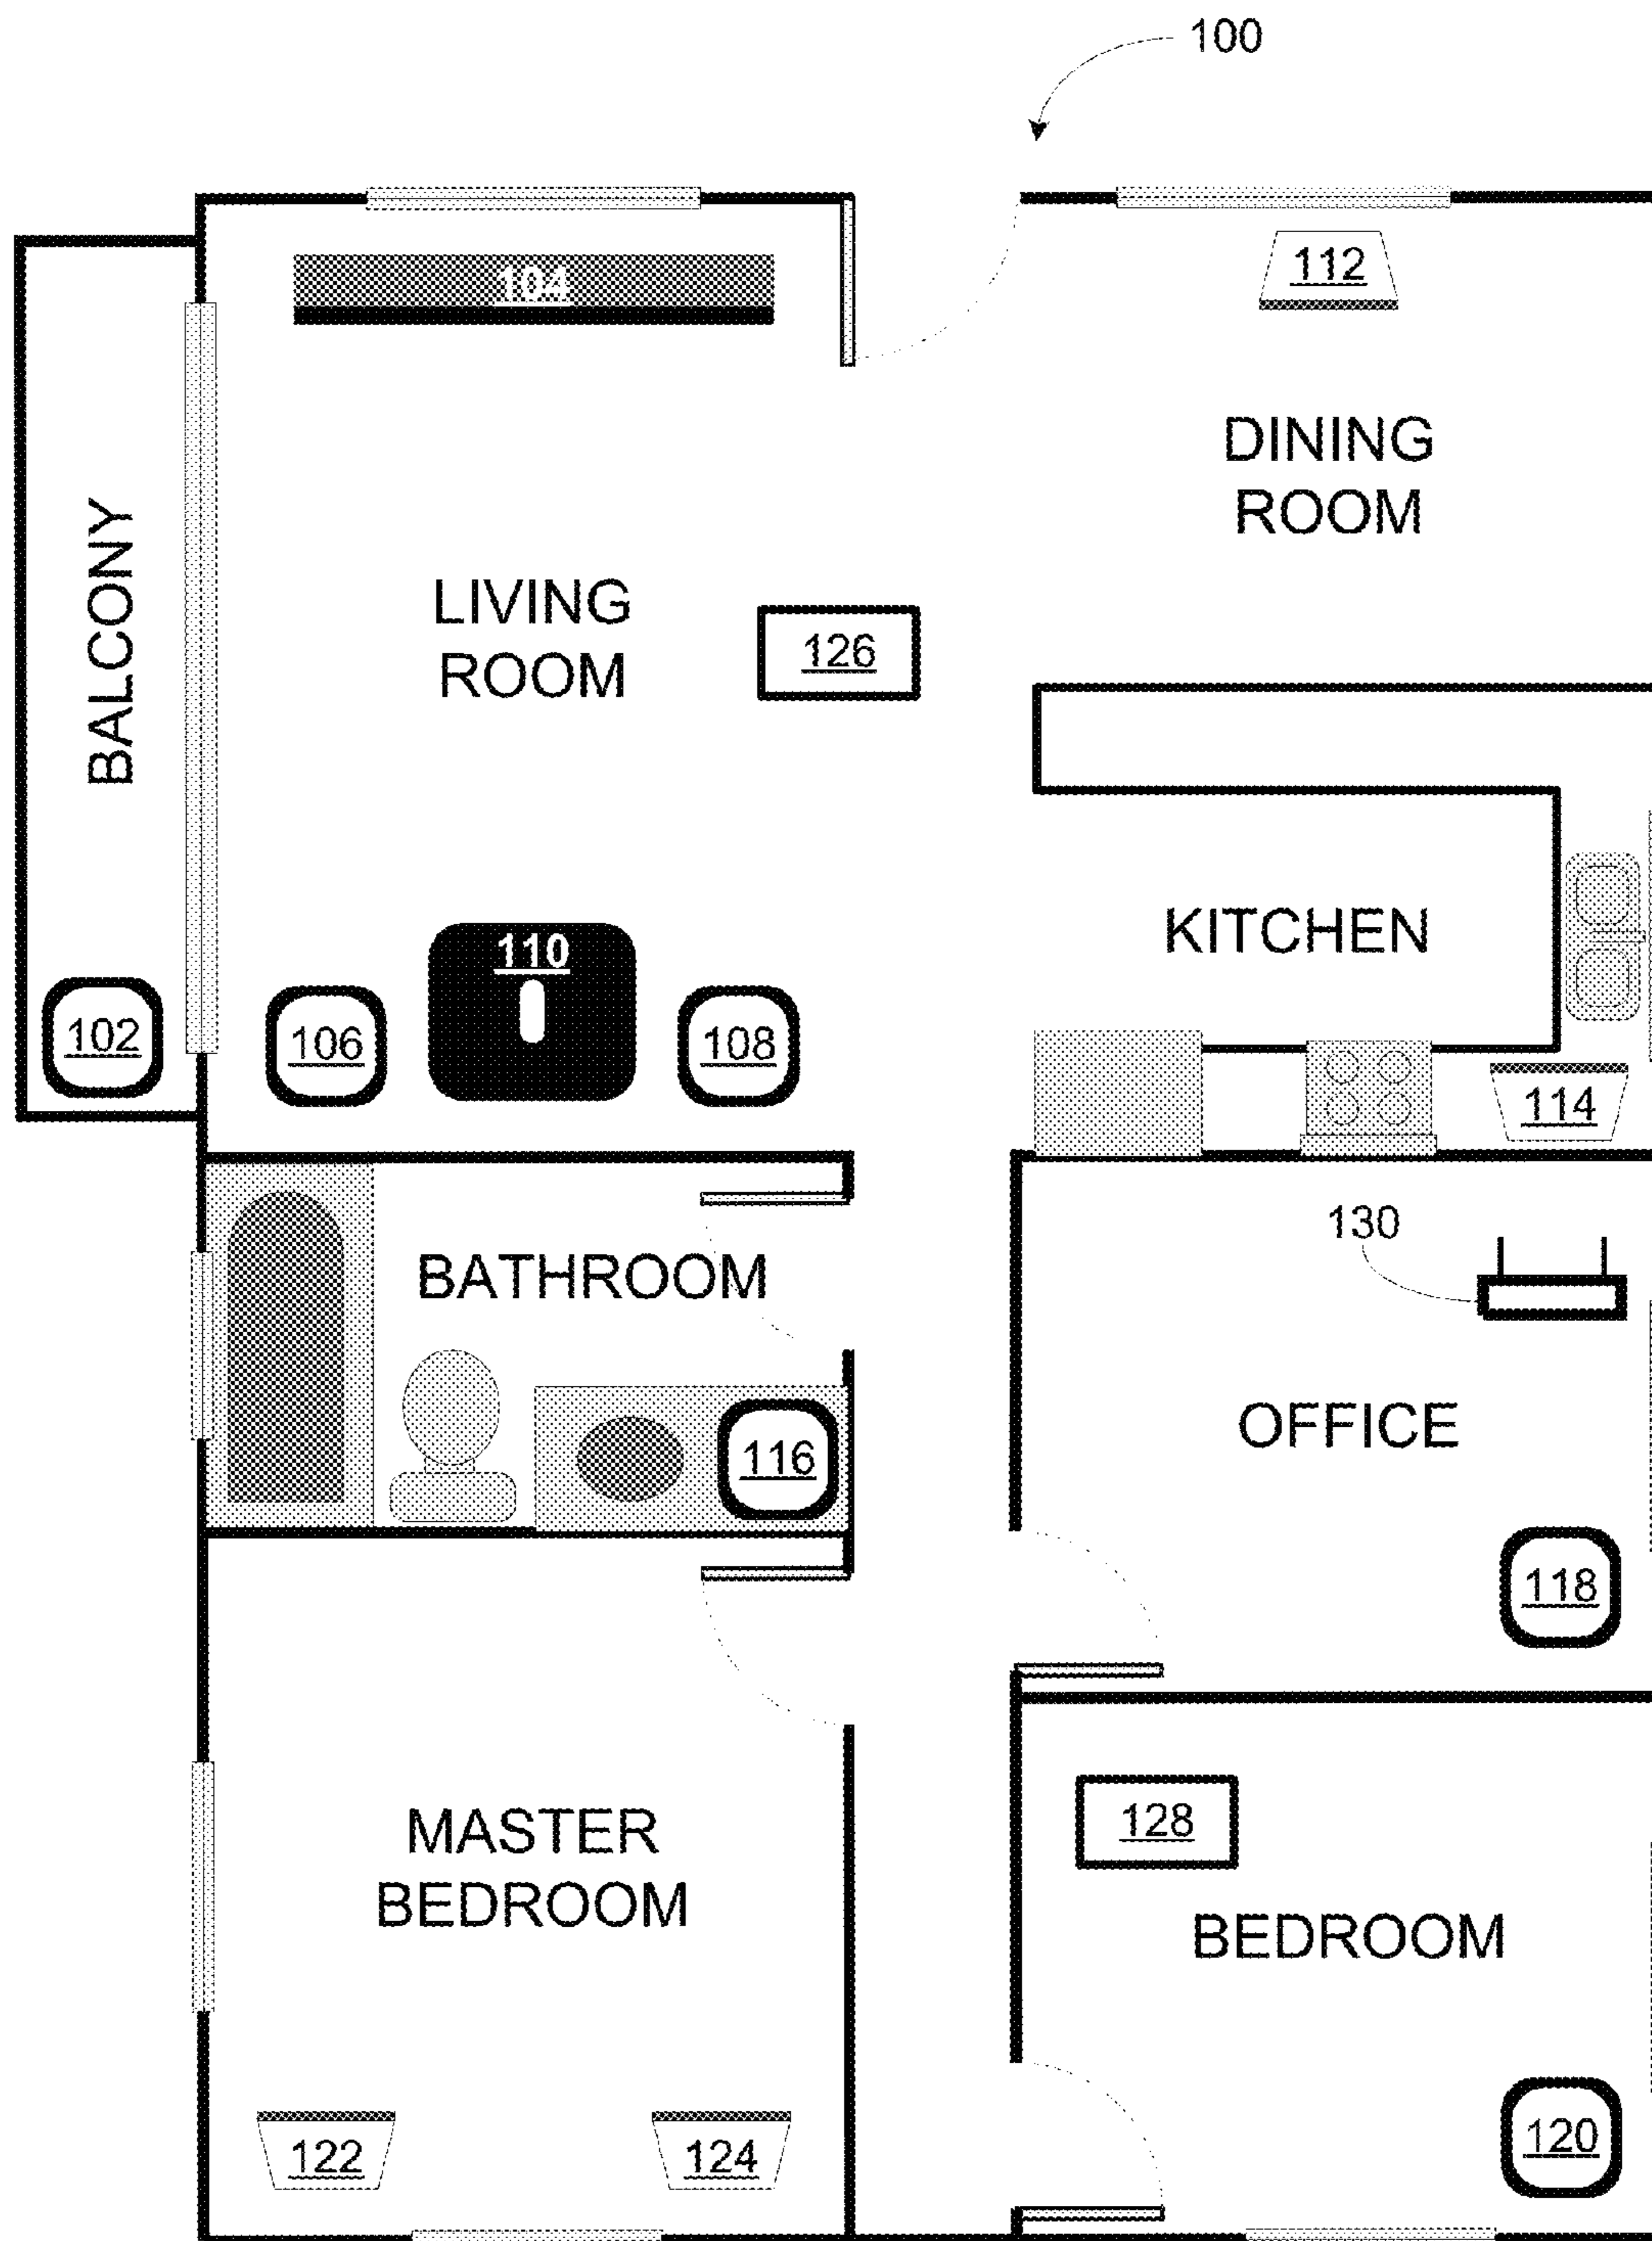 100
104
112
DINING
ROOM
BALCONY
LIVING
ROOM
126
KITCHEN
110
102
106
108
114
130
BATHROOM
OFFICE
116
118
128
MASTER
BEDROOM
BEDROOM
122
124
120